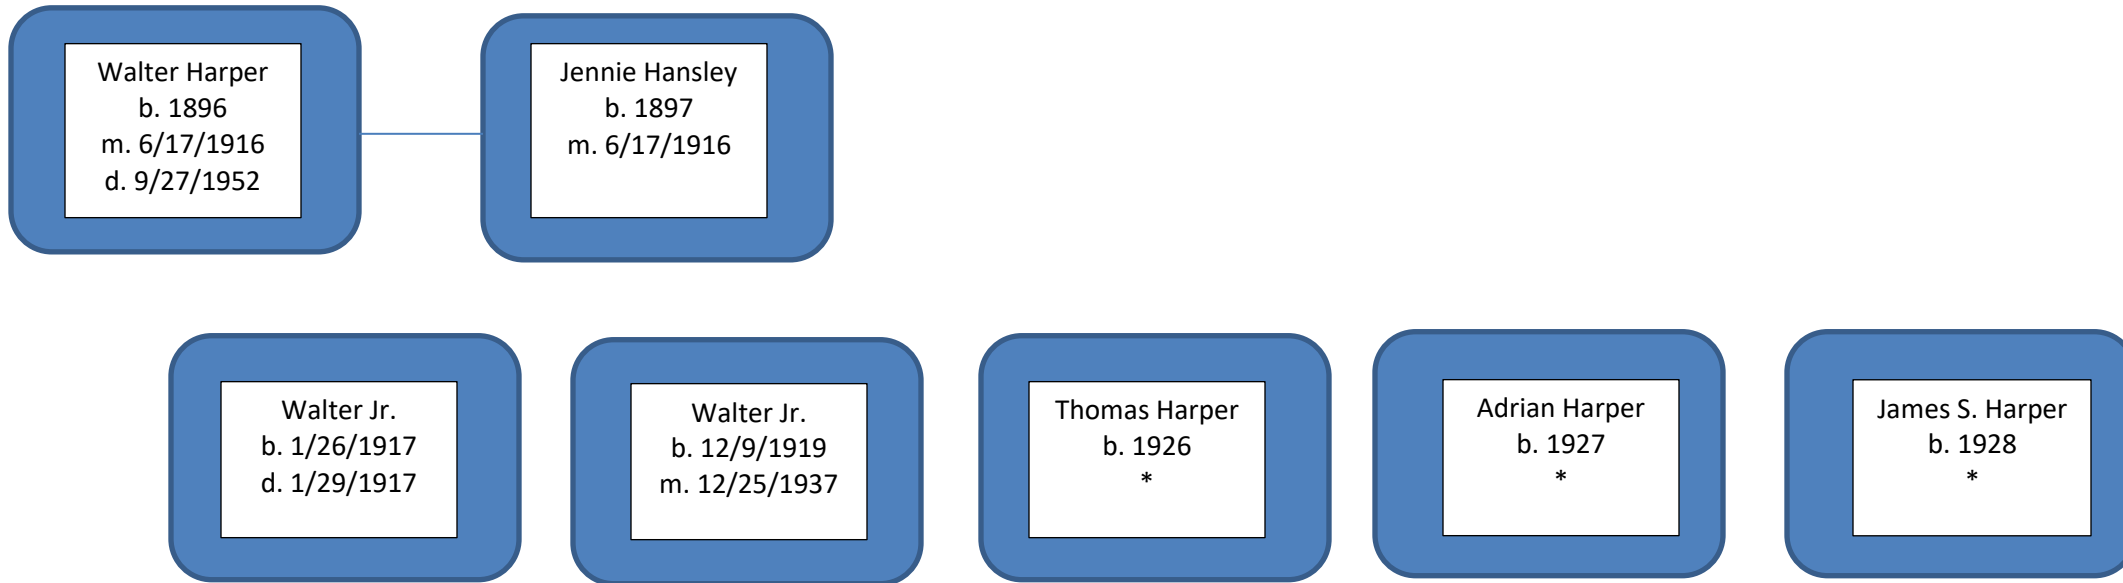 Walter Harper
b. 1896
m. 6/17/1916
d. 9/27/1952
Jennie Hansley
b. 1897
m. 6/17/1916
Walter Jr.
b. 1/26/1917
d. 1/29/1917
Walter Jr.
b. 12/9/1919
m. 12/25/1937
Thomas Harper
b. 1926
*
Adrian Harper
b. 1927
*
James S. Harper
b. 1928
*